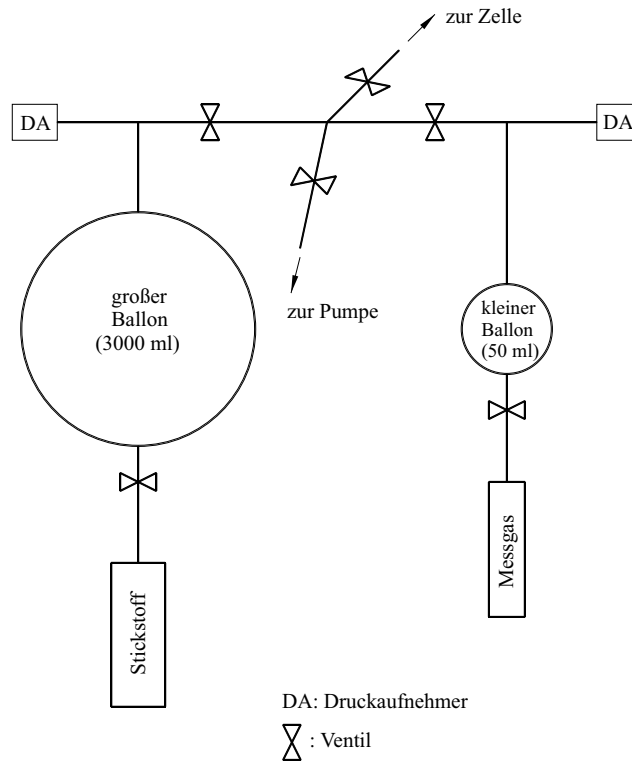 zur Zelle
DA
DA
großer
Ballon
(3000 ml)
kleiner
Ballon
(50 ml)
zur Pumpe
Messgas
Stickstoff
DA: Druckaufnehmer
: Ventil